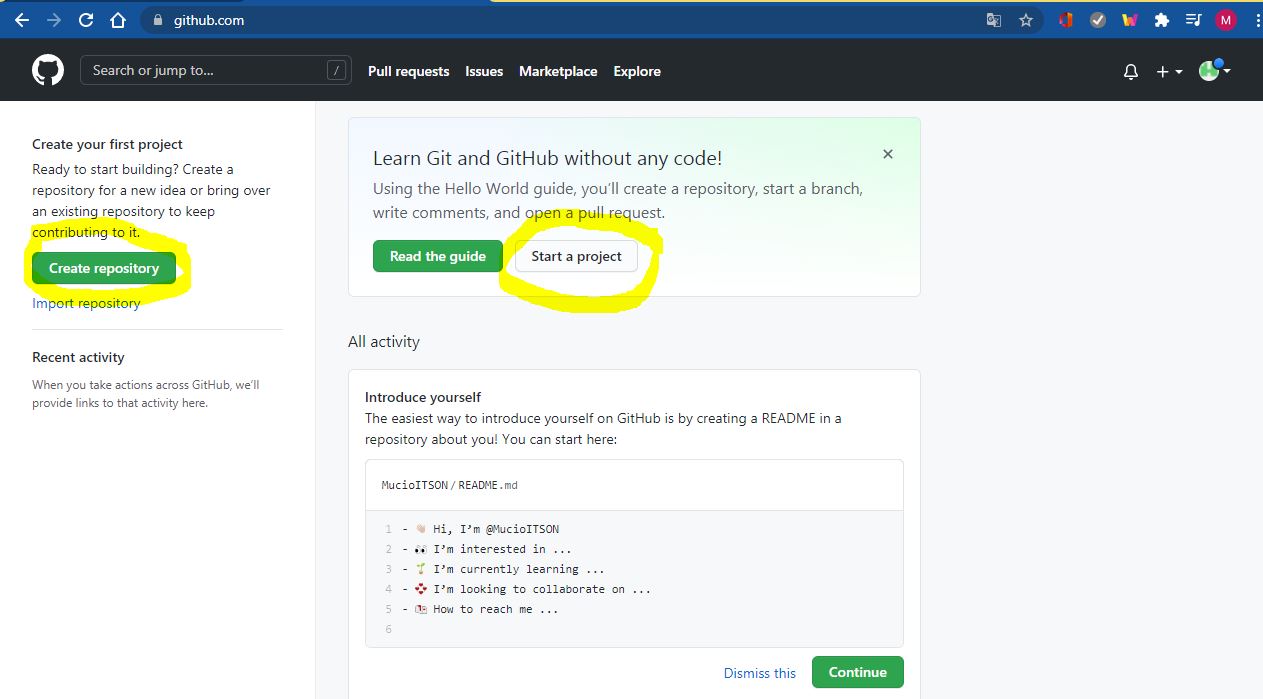 github.com
M
Search or jump to...
/
Pull requests
Issues
Marketplace
Explore
Create your first project
Ready to start building? Create a
repository for a new idea or bring over
an existing repository to keep
contributing to it.
Create repository
Import repository
Recent activity
When you take actions across GitHub, we'll
provide links to that activity here.
Learn Git and GitHub without any code!
Using the Hello World guide, you'll create a repository, start a branch,
write comments, and open a pull request.
Read the guide
Start a project
All activity
Introduce yourself
The easiest way to introduce yourself on GitHub is by creating a README in a
repository about you! You can start here:
MucioITSON/README.md
1 - 👋🏼 Hi, I'm @MucioITSON
2 - 👀 I'm interested in ...
3 - 🌱 I'm currently learning ...
4 - 💞️ I'm looking to collaborate on ...
5 - 📫 How to reach me ...
6
Dismiss this
Continue